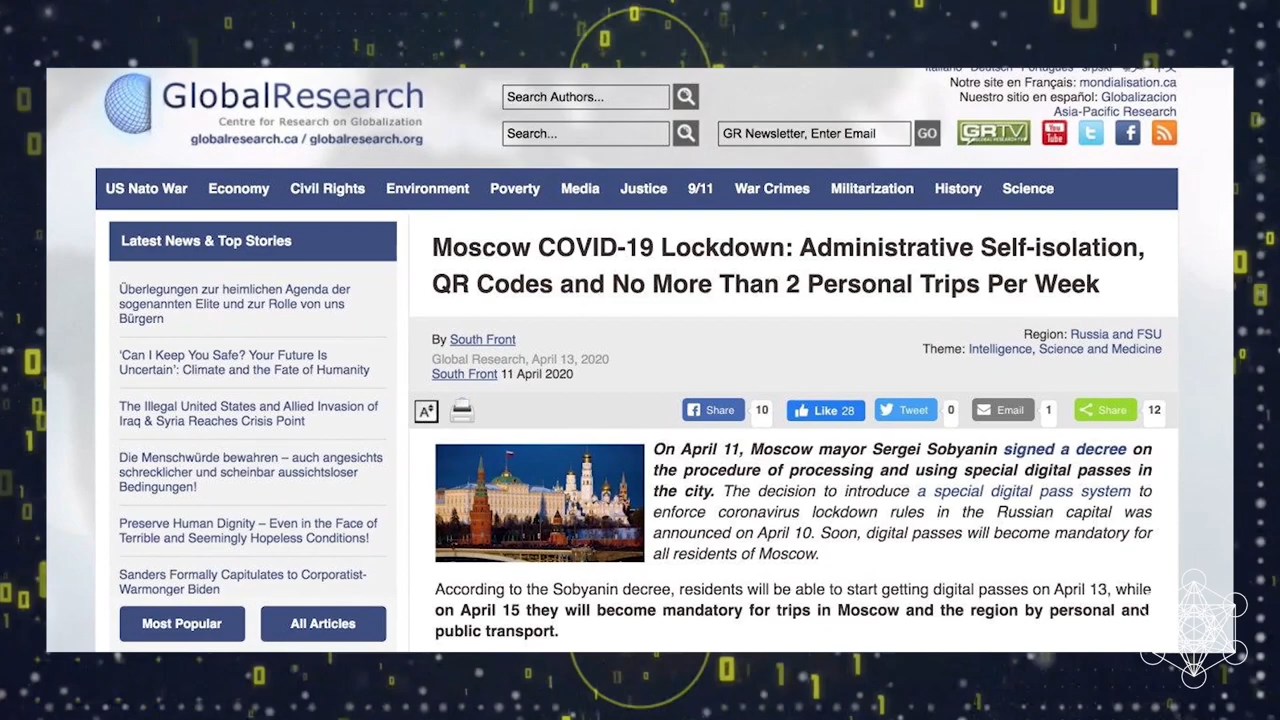 GlobalResearch
Centre for Research on Globalization
globalresearch.ca / globalresearch.org
Search Authors...
Search...
GR Newsletter, Enter Email
GO
Notre site en Français: mondialisation.ca
Nuestro sitio en español: Globalizacion
Asia-Pacific Research
GRTV
You Tube
US Nato War Economy Civil Rights Environment Poverty Media Justice 9/11 War Crimes Militarization History Science
Latest News & Top Stories
Überlegungen zur heimlichen Agenda der
sogenannten Elite und zur Rolle von uns
Bürgern
'Can I Keep You Safe? Your Future Is
Uncertain': Climate and the Fate of Humanity
The Illegal United States and Allied Invasion of
Iraq & Syria Reaches Crisis Point
Die Menschwürde bewahren – auch angesichts
schrecklicher und scheinbar aussichtsloser
Bedingungen!
Preserve Human Dignity – Even in the Face of
Terrible and Seemingly Hopeless Conditions!
Sanders Formally Capitulates to Corporatist-
Warmonger Biden
Most Popular
All Articles
Moscow COVID-19 Lockdown: Administrative Self-isolation,
QR Codes and No More Than 2 Personal Trips Per Week
By South Front
Global Research, April 13, 2020
South Front 11 April 2020
Region: Russia and FSU
Theme: Intelligence, Science and Medicine
A
Share 10 Like 28 Tweet 0 Email 1 Share 12
On April 11, Moscow mayor Sergei Sobyanin signed a decree on
the procedure of processing and using special digital passes in
the city. The decision to introduce a special digital pass system to
enforce coronavirus lockdown rules in the Russian capital was
announced on April 10. Soon, digital passes will become mandatory for
all residents of Moscow.
According to the Sobyanin decree, residents will be able to start getting digital passes on April 13, while
on April 15 they will become mandatory for trips in Moscow and the region by personal and
public transport.